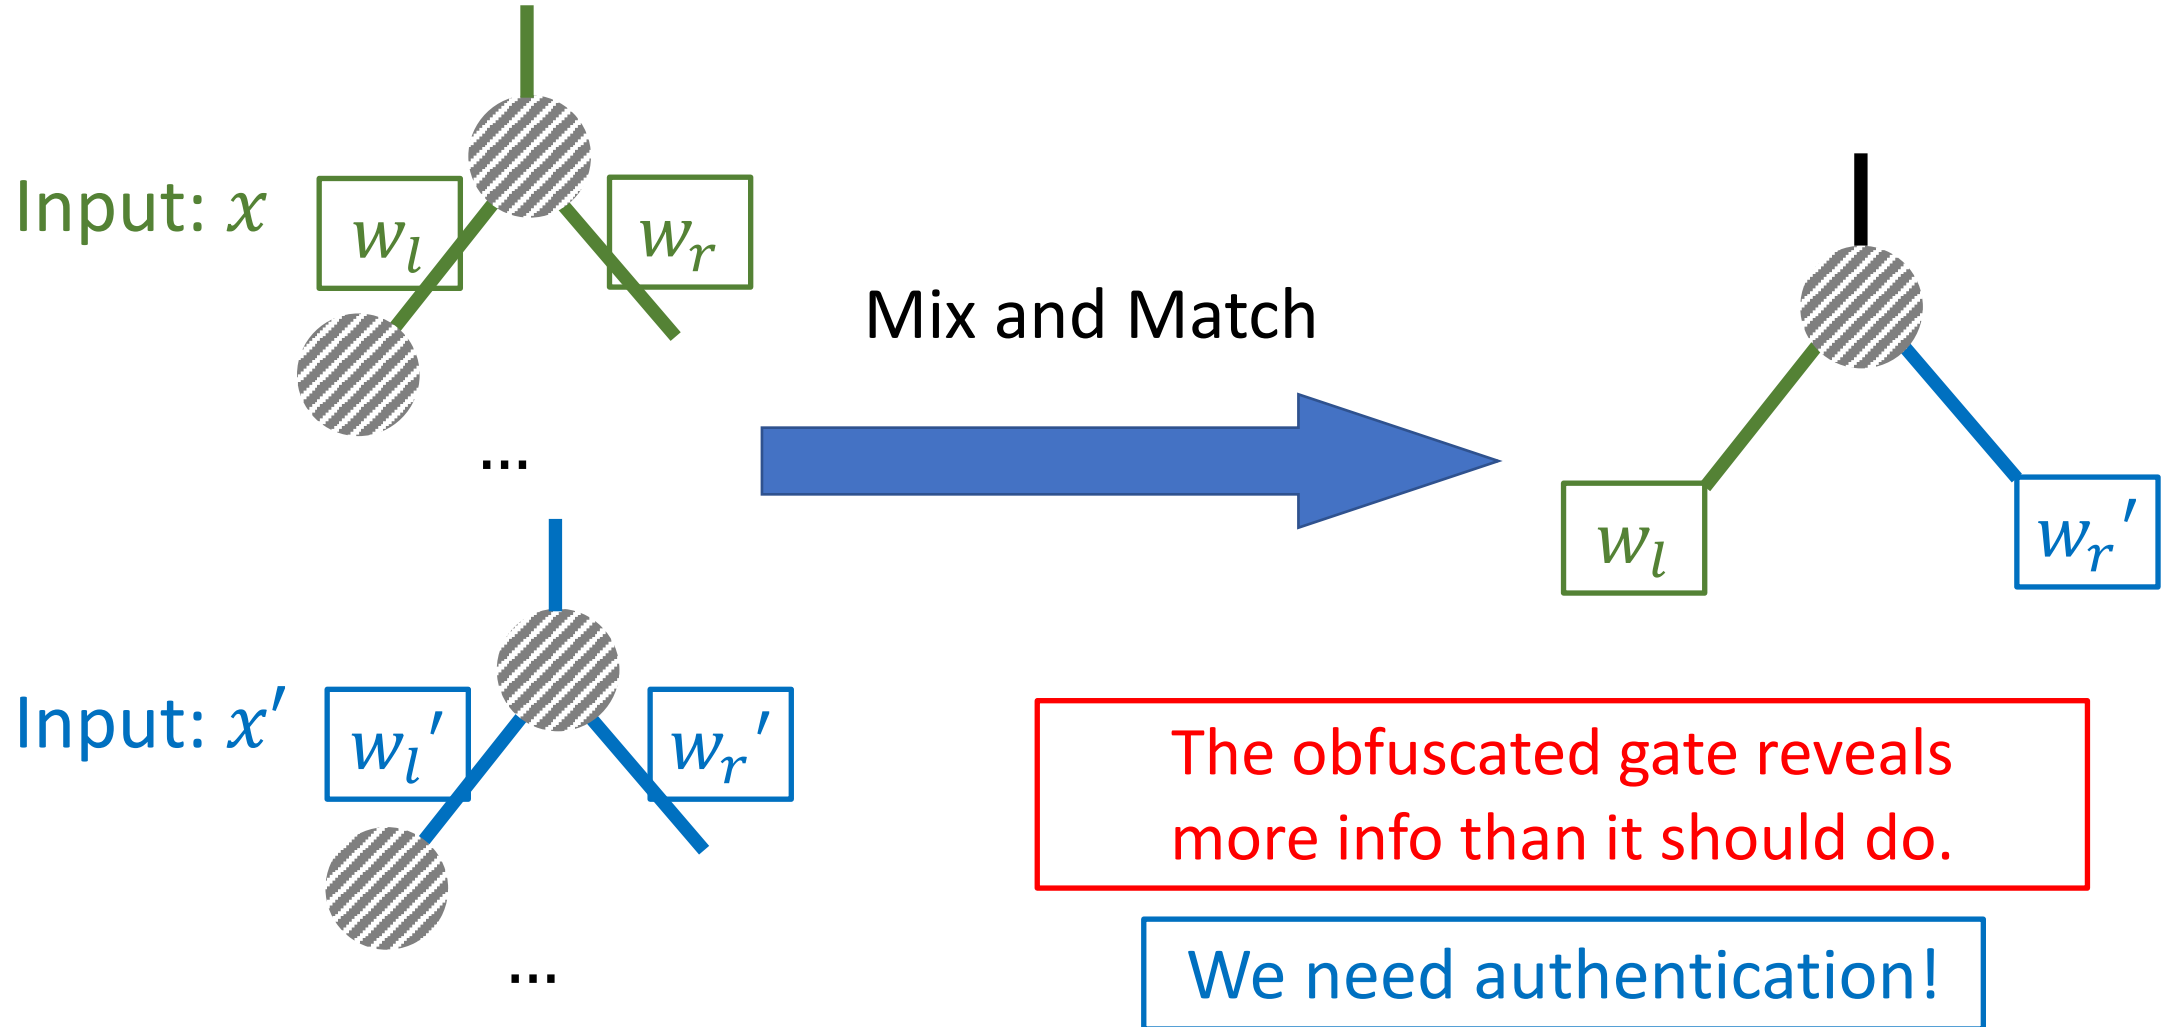 Input: x
w_l
w_r
...
Input: x′
w_l′
w_r′
...
Mix and Match
w_l
w_r′
The obfuscated gate reveals
more info than it should do.
We need authentication!